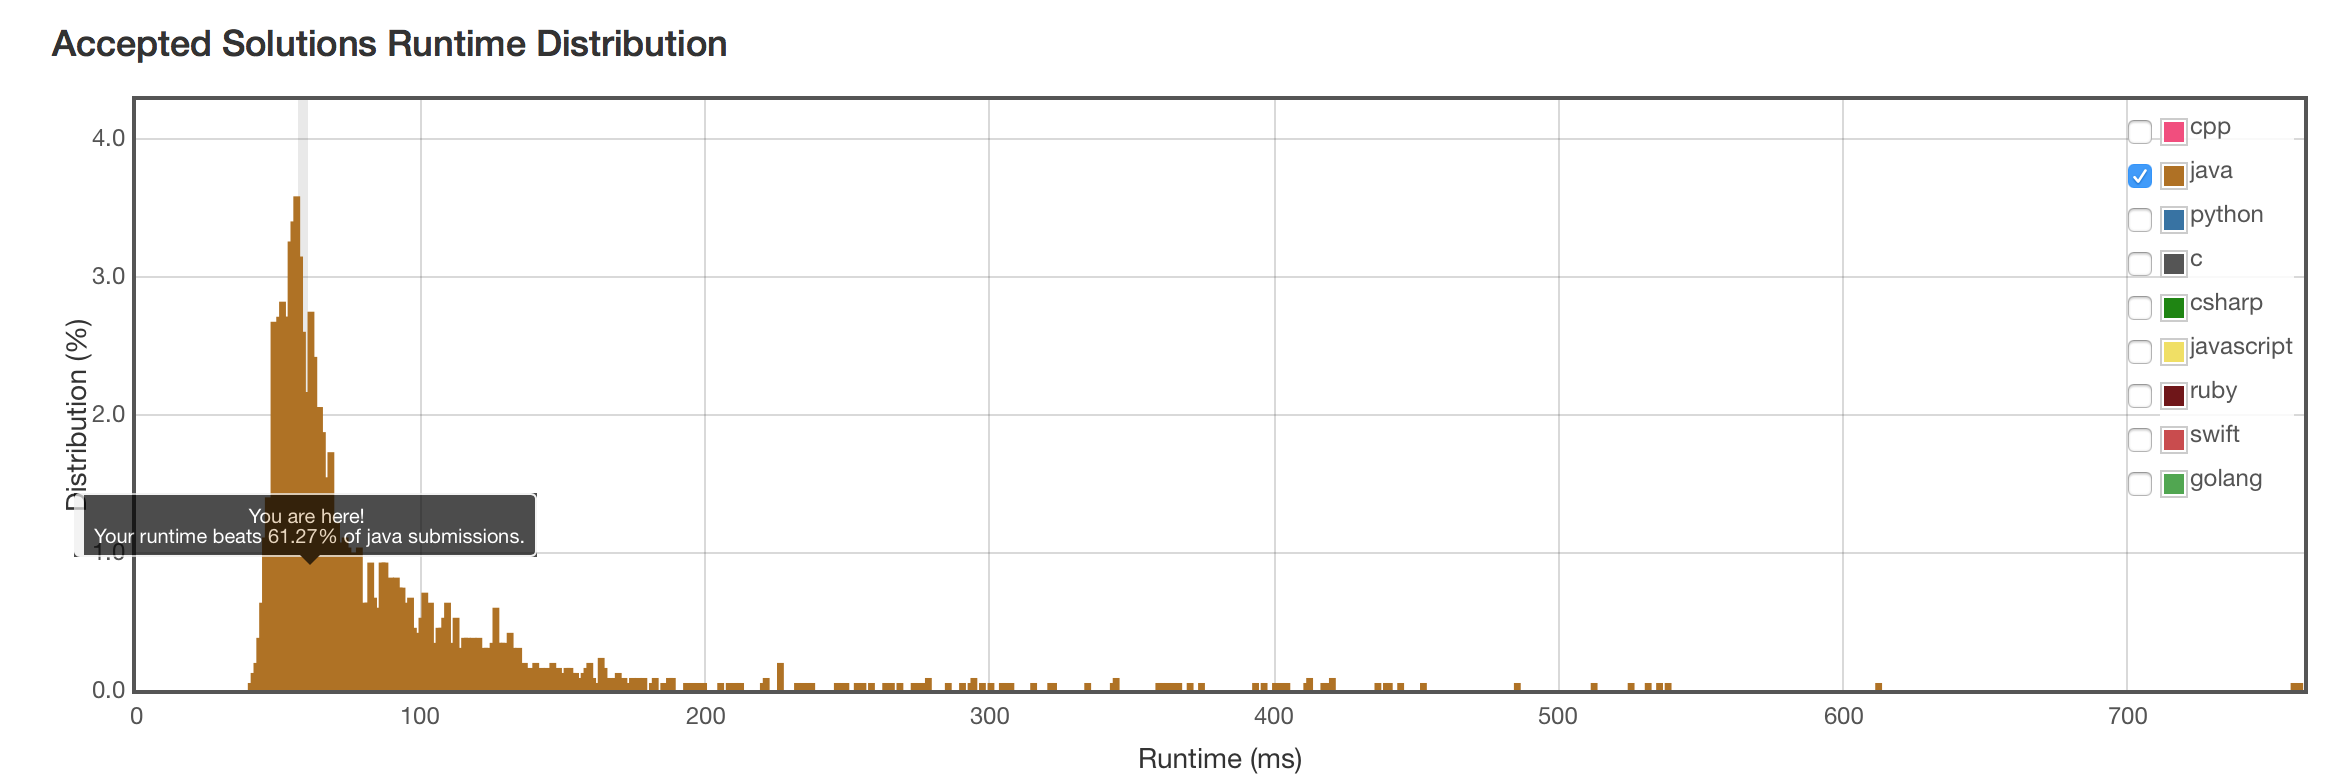 Accepted Solutions Runtime Distribution
Distribution (%)
4.0
3.0
2.0
1.0
0.0
You are here!
Your runtime beats 61.27% of java submissions.
cpp
java
python
c
csharp
javascript
ruby
swift
golang
0 100 200 300 400 500 600 700
Runtime (ms)